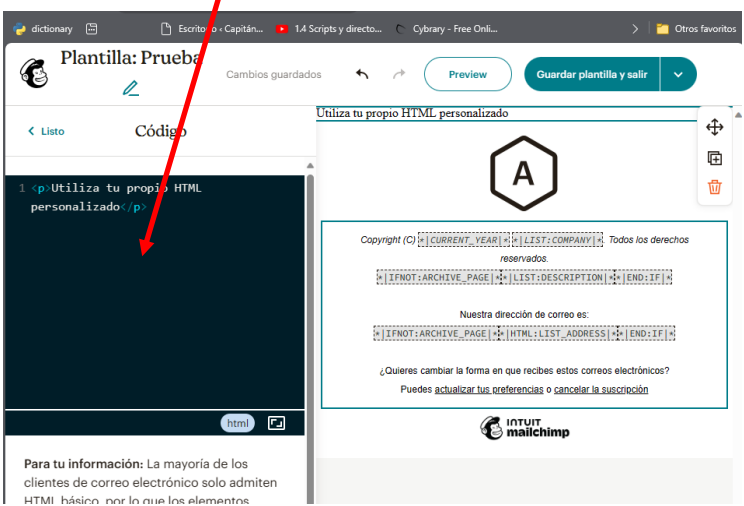 dictionary
Escritorio ‹ Capitán...
1.4 Scripts y directo...
Cybrary - Free Onli...
Otros favoritos
Plantilla: Prueba
Cambios guardados
Preview
Guardar plantilla y salir
Listo
Código
1 <p>Utiliza tu propio HTML
personalizado</p>
html
Para tu información: La mayoría de los
clientes de correo electrónico solo admiten
HTML básico, por lo que los elementos
Utiliza tu propio HTML personalizado
A
Copyright (C) *|CURRENT_YEAR|* *|LIST:COMPANY|*. Todos los derechos
reservados.
*|IFNOT:ARCHIVE_PAGE|* *|LIST:DESCRIPTION|* *|END:IF|*
Nuestra dirección de correo es:
*|IFNOT:ARCHIVE_PAGE|* *|HTML:LIST_ADDRESS|* *|END:IF|*
¿Quieres cambiar la forma en que recibes estos correos electrónicos?
Puedes actualizar tus preferencias o cancelar la suscripción
INTUIT
mailchimp